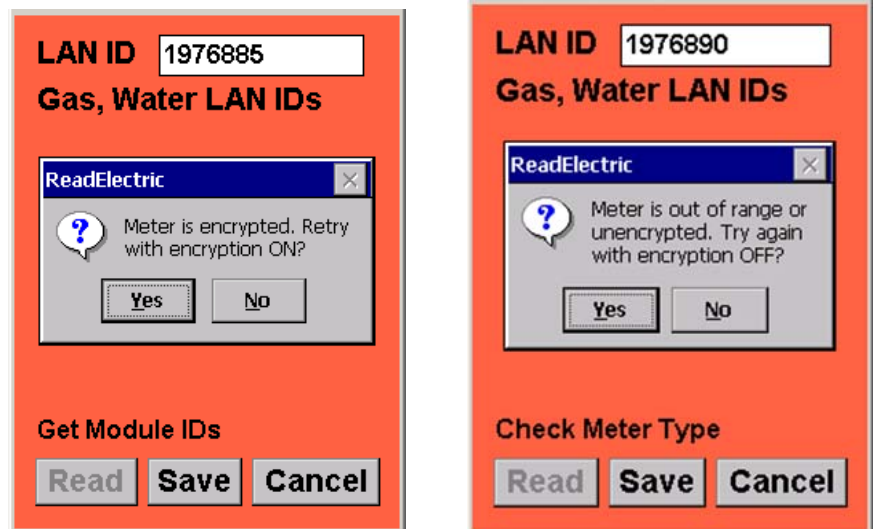 LAN ID 1976885
Gas, Water LAN IDs
ReadElectric
?
Meter is encrypted. Retry
with encryption ON?
Yes No
Get Module IDs
Read Save Cancel
LAN ID 1976890
Gas, Water LAN IDs
ReadElectric
?
Meter is out of range or
unencrypted. Try again
with encryption OFF?
Yes No
Check Meter Type
Read Save Cancel